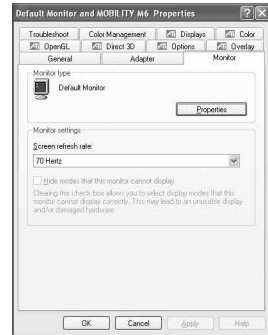 Default Monitor and MOBILITY M6 Properties
Troubleshoot Color Management Displays Color
OpenGL Direct 3D Options Overlay
General Adapter Monitor
Monitor type
Default Monitor
Properties
Monitor settings
Screen refresh rate:
70 Hertz
Hide modes that this monitor cannot display
Clearing this check box allows you to select display modes that this
monitor cannot display correctly. This may lead to an unusable display
and/or damaged hardware.
OK Cancel Apply Help